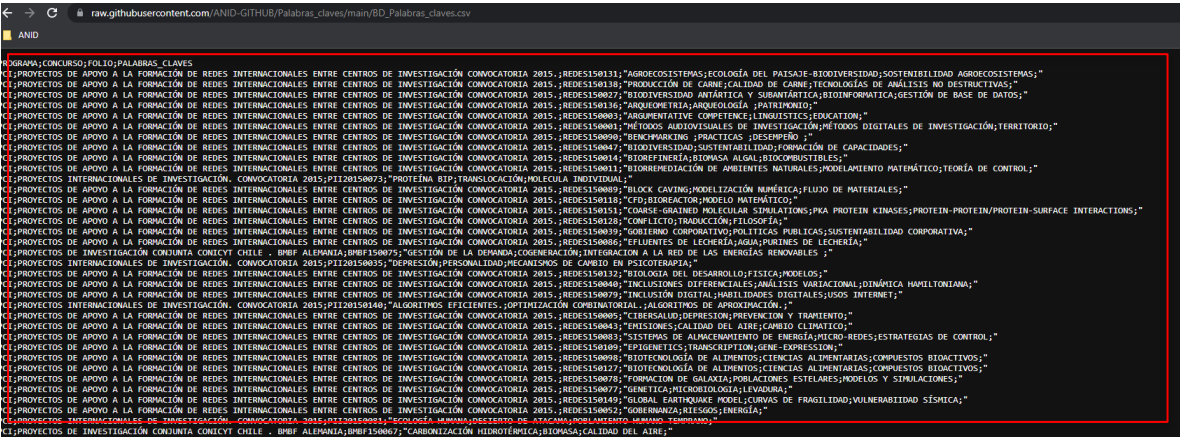 raw.githubusercontent.com/ANID-GITHUB/Palabras_claves/main/BD_Palabras_claves.csv
ANID
PROGRAMA;CONCURSO;FOLIO;PALABRAS_CLAVES
PCI;PROYECTOS DE APOYO A LA FORMACIÓN DE REDES INTERNACIONALES ENTRE CENTROS DE INVESTIGACIÓN CONVOCATORIA 2015.;REDES150131;"AGROECOSISTEMAS;ECOLOGÍA DEL PAISAJE-BIODIVERSIDAD;SOSTENIBILIDAD AGROECOSISTEMAS;"
PCI;PROYECTOS DE APOYO A LA FORMACIÓN DE REDES INTERNACIONALES ENTRE CENTROS DE INVESTIGACIÓN CONVOCATORIA 2015.;REDES150138;"PRODUCCIÓN DE CARNE;CALIDAD DE CARNE;TECNOLOGÍAS DE ANÁLISIS NO DESTRUCTIVAS;"
PCI;PROYECTOS DE APOYO A LA FORMACIÓN DE REDES INTERNACIONALES ENTRE CENTROS DE INVESTIGACIÓN CONVOCATORIA 2015.;REDES150027;"BIODIVERSIDAD ANTÁRTICA Y SUBANTÁRTICA;BIOINFORMATICA;GESTIÓN DE BASE DE DATOS;"
PCI;PROYECTOS DE APOYO A LA FORMACIÓN DE REDES INTERNACIONALES ENTRE CENTROS DE INVESTIGACIÓN CONVOCATORIA 2015.;REDES150136;"ARQUEOMETRIA;ARQUEOLOGÍA ;PATRIMONIO;"
PCI;PROYECTOS DE APOYO A LA FORMACIÓN DE REDES INTERNACIONALES ENTRE CENTROS DE INVESTIGACIÓN CONVOCATORIA 2015.;REDES150003;"ARGUMENTATIVE COMPETENCE;LINGUISTICS;EDUCATION;"
PCI;PROYECTOS DE APOYO A LA FORMACIÓN DE REDES INTERNACIONALES ENTRE CENTROS DE INVESTIGACIÓN CONVOCATORIA 2015.;REDES150001;"MÉTODOS AUDIOVISUALES DE INVESTIGACIÓN;MÉTODOS DIGITALES DE INVESTIGACIÓN;TERRITORIO;"
PCI;PROYECTOS DE APOYO A LA FORMACIÓN DE REDES INTERNACIONALES ENTRE CENTROS DE INVESTIGACIÓN CONVOCATORIA 2015.;REDES150090;"BENCHMARKING ;PRACTICAS ;DESEMPEÑO ;"
PCI;PROYECTOS DE APOYO A LA FORMACIÓN DE REDES INTERNACIONALES ENTRE CENTROS DE INVESTIGACIÓN CONVOCATORIA 2015.;REDES150047;"BIODIVERSIDAD;SUSTENTABILIDAD;FORMACIÓN DE CAPACIDADES;"
PCI;PROYECTOS DE APOYO A LA FORMACIÓN DE REDES INTERNACIONALES ENTRE CENTROS DE INVESTIGACIÓN CONVOCATORIA 2015.;REDES150014;"BIOREFINERÍA;BIOMASA ALGAL;BIOCOMBUSTIBLES;"
PCI;PROYECTOS DE APOYO A LA FORMACIÓN DE REDES INTERNACIONALES ENTRE CENTROS DE INVESTIGACIÓN CONVOCATORIA 2015.;REDES150011;"BIORREMEDIACIÓN DE AMBIENTES NATURALES;MODELAMIENTO MATEMÁTICO;TEORÍA DE CONTROL;"
PCI;PROYECTOS INTERNACIONALES DE INVESTIGACIÓN. CONVOCATORIA 2015;PII20150073;"PROTEÍNA BIP;TRANSLOCACIÓN;MOLECULA INDIVIDUAL;"
PCI;PROYECTOS DE APOYO A LA FORMACIÓN DE REDES INTERNACIONALES ENTRE CENTROS DE INVESTIGACIÓN CONVOCATORIA 2015.;REDES150089;"BLOCK CAVING;MODELIZACIÓN NUMÉRICA;FLUJO DE MATERIALES;"
PCI;PROYECTOS DE APOYO A LA FORMACIÓN DE REDES INTERNACIONALES ENTRE CENTROS DE INVESTIGACIÓN CONVOCATORIA 2015.;REDES150118;"CFD;BIOREACTOR;MODELO MATEMÁTICO;"
PCI;PROYECTOS DE APOYO A LA FORMACIÓN DE REDES INTERNACIONALES ENTRE CENTROS DE INVESTIGACIÓN CONVOCATORIA 2015.;REDES150151;"COARSE-GRAINED MOLECULAR SIMULATIONS;PKA PROTEIN KINASES;PROTEIN-PROTEIN/PROTEIN-SURFACE INTERACTIONS;"
PCI;PROYECTOS DE APOYO A LA FORMACIÓN DE REDES INTERNACIONALES ENTRE CENTROS DE INVESTIGACIÓN CONVOCATORIA 2015.;REDES150128;"CONFLICTO;TRADUCCIÓN;FILOSOFÍA;"
PCI;PROYECTOS DE APOYO A LA FORMACIÓN DE REDES INTERNACIONALES ENTRE CENTROS DE INVESTIGACIÓN CONVOCATORIA 2015.;REDES150039;"GOBIERNO CORPORATIVO;POLITICAS PUBLICAS;SUSTENTABILIDAD CORPORATIVA;"
PCI;PROYECTOS DE APOYO A LA FORMACIÓN DE REDES INTERNACIONALES ENTRE CENTROS DE INVESTIGACIÓN CONVOCATORIA 2015.;REDES150086;"EFLUENTES DE LECHERÍA;AGUA;PURINES DE LECHERÍA;"
PCI;PROYECTOS DE INVESTIGACIÓN CONJUNTA CONICYT CHILE . BMBF ALEMANIA;BMBF150075;"GESTIÓN DE LA DEMANDA;COGENERACIÓN;INTEGRACION A LA RED DE LAS ENERGÍAS RENOVABLES ;"
PCI;PROYECTOS INTERNACIONALES DE INVESTIGACIÓN. CONVOCATORIA 2015;PII20150035;"DEPRESIÓN;PERSONALIDAD;MECANISMOS DE CAMBIO EN PSICOTERAPIA;"
PCI;PROYECTOS DE APOYO A LA FORMACIÓN DE REDES INTERNACIONALES ENTRE CENTROS DE INVESTIGACIÓN CONVOCATORIA 2015.;REDES150132;"BIOLOGIA DEL DESARROLLO;FISICA;MODELOS;"
PCI;PROYECTOS DE APOYO A LA FORMACIÓN DE REDES INTERNACIONALES ENTRE CENTROS DE INVESTIGACIÓN CONVOCATORIA 2015.;REDES150040;"INCLUSIONES DIFERENCIALES;ANÁLISIS VARIACIONAL;DINÁMICA HAMILTONIANA;"
PCI;PROYECTOS DE APOYO A LA FORMACIÓN DE REDES INTERNACIONALES ENTRE CENTROS DE INVESTIGACIÓN CONVOCATORIA 2015.;REDES150079;"INCLUSIÓN DIGITAL;HABILIDADES DIGITALES;USOS INTERNET;"
PCI;PROYECTOS INTERNACIONALES DE INVESTIGACIÓN. CONVOCATORIA 2015;PII20150140;"ALGORITMOS EFICIENTES.;OPTIMIZACIÓN COMBINATORIAL.;ALGORITMOS DE APROXIMACIÓN.;"
PCI;PROYECTOS DE APOYO A LA FORMACIÓN DE REDES INTERNACIONALES ENTRE CENTROS DE INVESTIGACIÓN CONVOCATORIA 2015.;REDES150005;"CIBERSALUD;DEPRESION;PREVENCION Y TRAMIENTO;"
PCI;PROYECTOS DE APOYO A LA FORMACIÓN DE REDES INTERNACIONALES ENTRE CENTROS DE INVESTIGACIÓN CONVOCATORIA 2015.;REDES150043;"EMISIONES;CALIDAD DEL AIRE;CAMBIO CLIMATICO;"
PCI;PROYECTOS DE APOYO A LA FORMACIÓN DE REDES INTERNACIONALES ENTRE CENTROS DE INVESTIGACIÓN CONVOCATORIA 2015.;REDES150083;"SISTEMAS DE ALMACENAMIENTO DE ENERGÍA;MICRO-REDES;ESTRATEGIAS DE CONTROL;"
PCI;PROYECTOS DE APOYO A LA FORMACIÓN DE REDES INTERNACIONALES ENTRE CENTROS DE INVESTIGACIÓN CONVOCATORIA 2015.;REDES150109;"EPIGENETICS;TRANSCRIPTION;GENE-EXPRESSION;"
PCI;PROYECTOS DE APOYO A LA FORMACIÓN DE REDES INTERNACIONALES ENTRE CENTROS DE INVESTIGACIÓN CONVOCATORIA 2015.;REDES150098;"BIOTECNOLOGÍA DE ALIMENTOS;CIENCIAS ALIMENTARIAS;COMPUESTOS BIOACTIVOS;"
PCI;PROYECTOS DE APOYO A LA FORMACIÓN DE REDES INTERNACIONALES ENTRE CENTROS DE INVESTIGACIÓN CONVOCATORIA 2015.;REDES150127;"BIOTECNOLOGÍA DE ALIMENTOS;CIENCIAS ALIMENTARIAS;COMPUESTOS BIOACTIVOS;"
PCI;PROYECTOS DE APOYO A LA FORMACIÓN DE REDES INTERNACIONALES ENTRE CENTROS DE INVESTIGACIÓN CONVOCATORIA 2015.;REDES150078;"FORMACION DE GALAXIA;POBLACIONES ESTELARES;MODELOS Y SIMULACIONES;"
PCI;PROYECTOS DE APOYO A LA FORMACIÓN DE REDES INTERNACIONALES ENTRE CENTROS DE INVESTIGACIÓN CONVOCATORIA 2015.;REDES150077;"GENETICA;MICROBIOLOGIA;LEVADURA;"
PCI;PROYECTOS DE APOYO A LA FORMACIÓN DE REDES INTERNACIONALES ENTRE CENTROS DE INVESTIGACIÓN CONVOCATORIA 2015.;REDES150149;"GLOBAL EARTHQUAKE MODEL;CURVAS DE FRAGILIDAD;VULNERABIIDAD SÍSMICA;"
PCI;PROYECTOS DE APOYO A LA FORMACIÓN DE REDES INTERNACIONALES ENTRE CENTROS DE INVESTIGACIÓN CONVOCATORIA 2015.;REDES150052;"GOBERNANZA;RIESGOS;ENERGÍA;"
PCI;PROYECTOS INTERNACIONALES DE INVESTIGACIÓN. CONVOCATORIA 2015;PII20150081;"ECOLOGÍA HUMANA;DESIERTO DE ATACAMA;POBLAMIENTO HUMANO TEMPRANO;"
PCI;PROYECTOS DE INVESTIGACIÓN CONJUNTA CONICYT CHILE . BMBF ALEMANIA;BMBF150067;"CARBONIZACIÓN HIDROTÉRMICA;BIOMASA;CALIDAD DEL AIRE;"